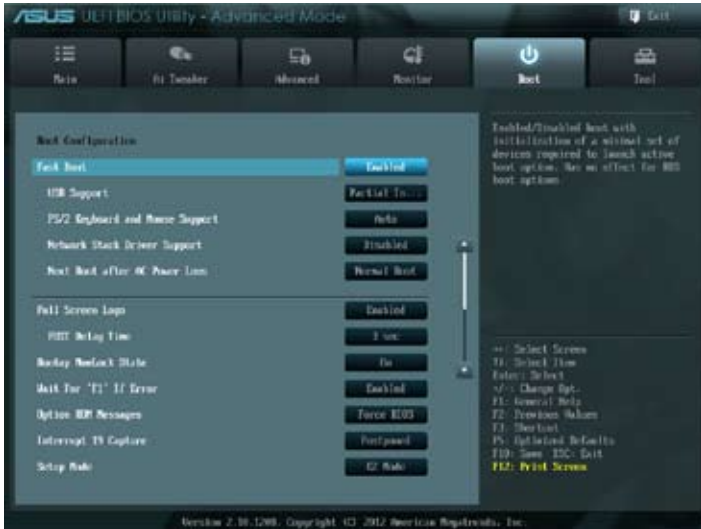 ASUS UEFI BIOS Utility - Advanced Mode
Exit
Main
Ai Tweaker
Advanced
Monitor
Boot
Tool
Boot Configuration
Fast Boot Enabled
USB Support Partial In...
PS/2 Keyboard and Mouse Support Auto
Network Stack Driver Support Disabled
Next Boot after AC Power Loss Normal Boot
Full Screen Logo Enabled
POST Delay Time 3 sec
Bootup NumLock State On
Wait For 'F1' If Error Enabled
Option ROM Messages Force BIOS
Interrupt 19 Capture Postponed
Setup Mode EZ Mode
Enabled/Disabled Boot with
initialization of a minimal set of
devices required to launch active
boot option. Has no effect for BBS
boot options.
: Select Screen
: Select Item
Enter: Select
+/-: Change Opt.
F1: General Help
F2: Previous Values
F3: Shortcut
F5: Optimized Defaults
F10: Save ESC: Exit
F12: Print Screen
Version 2.10.1208. Copyright (C) 2012 American Megatrends, Inc.